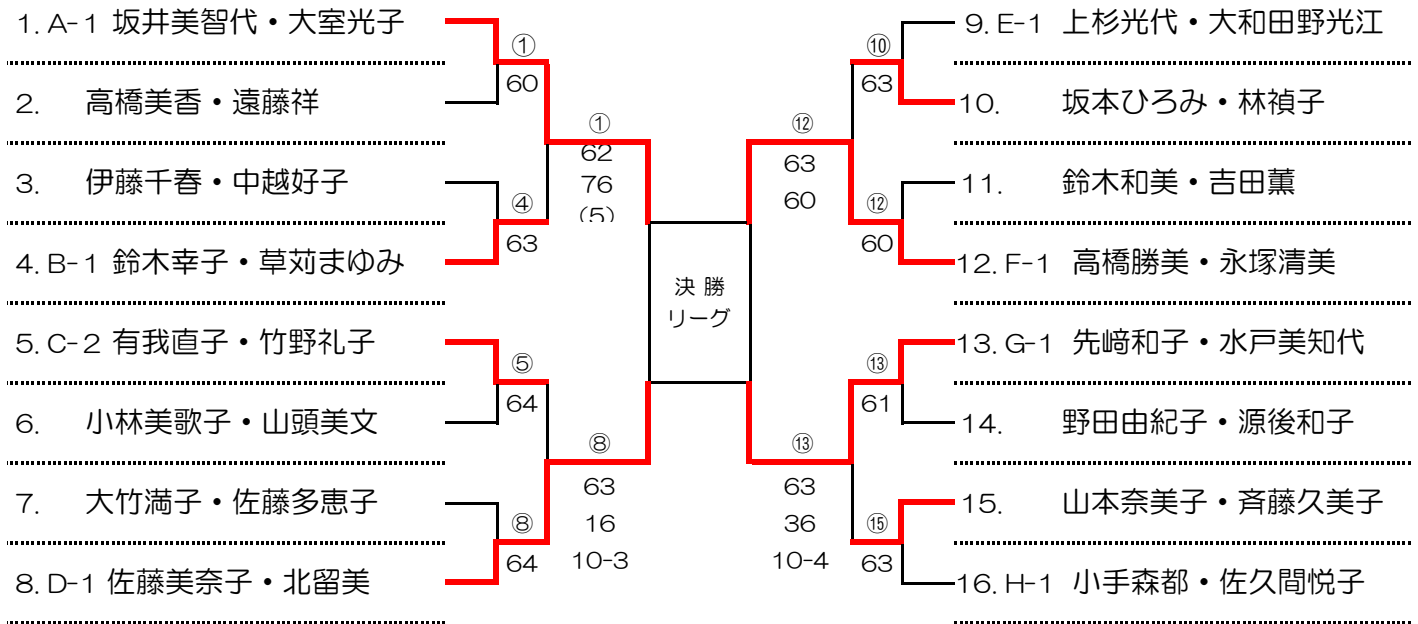 1. A-1 坂井美智代・大室光子
①
60
2. 高橋美香・遠藤祥
①
62
76
(5)
3. 伊藤千春・中越好子
④
63
4. B-1 鈴木幸子・草苅まゆみ
5. C-2 有我直子・竹野礼子
⑤
64
6. 小林美歌子・山頭美文
⑧
63
16
10-3
7. 大竹満子・佐藤多恵子
⑧
64
8. D-1 佐藤美奈子・北留美
決 勝
リーグ
9. E-1 上杉光代・大和田野光江
⑩
63
10. 坂本ひろみ・林禎子
⑫
63
60
11. 鈴木和美・吉田薫
⑫
60
12. F-1 高橋勝美・永塚清美
13. G-1 先﨑和子・水戸美知代
⑬
61
14. 野田由紀子・源後和子
⑬
63
36
10-4
15. 山本奈美子・斉藤久美子
⑮
63
16. H-1 小手森都・佐久間悦子